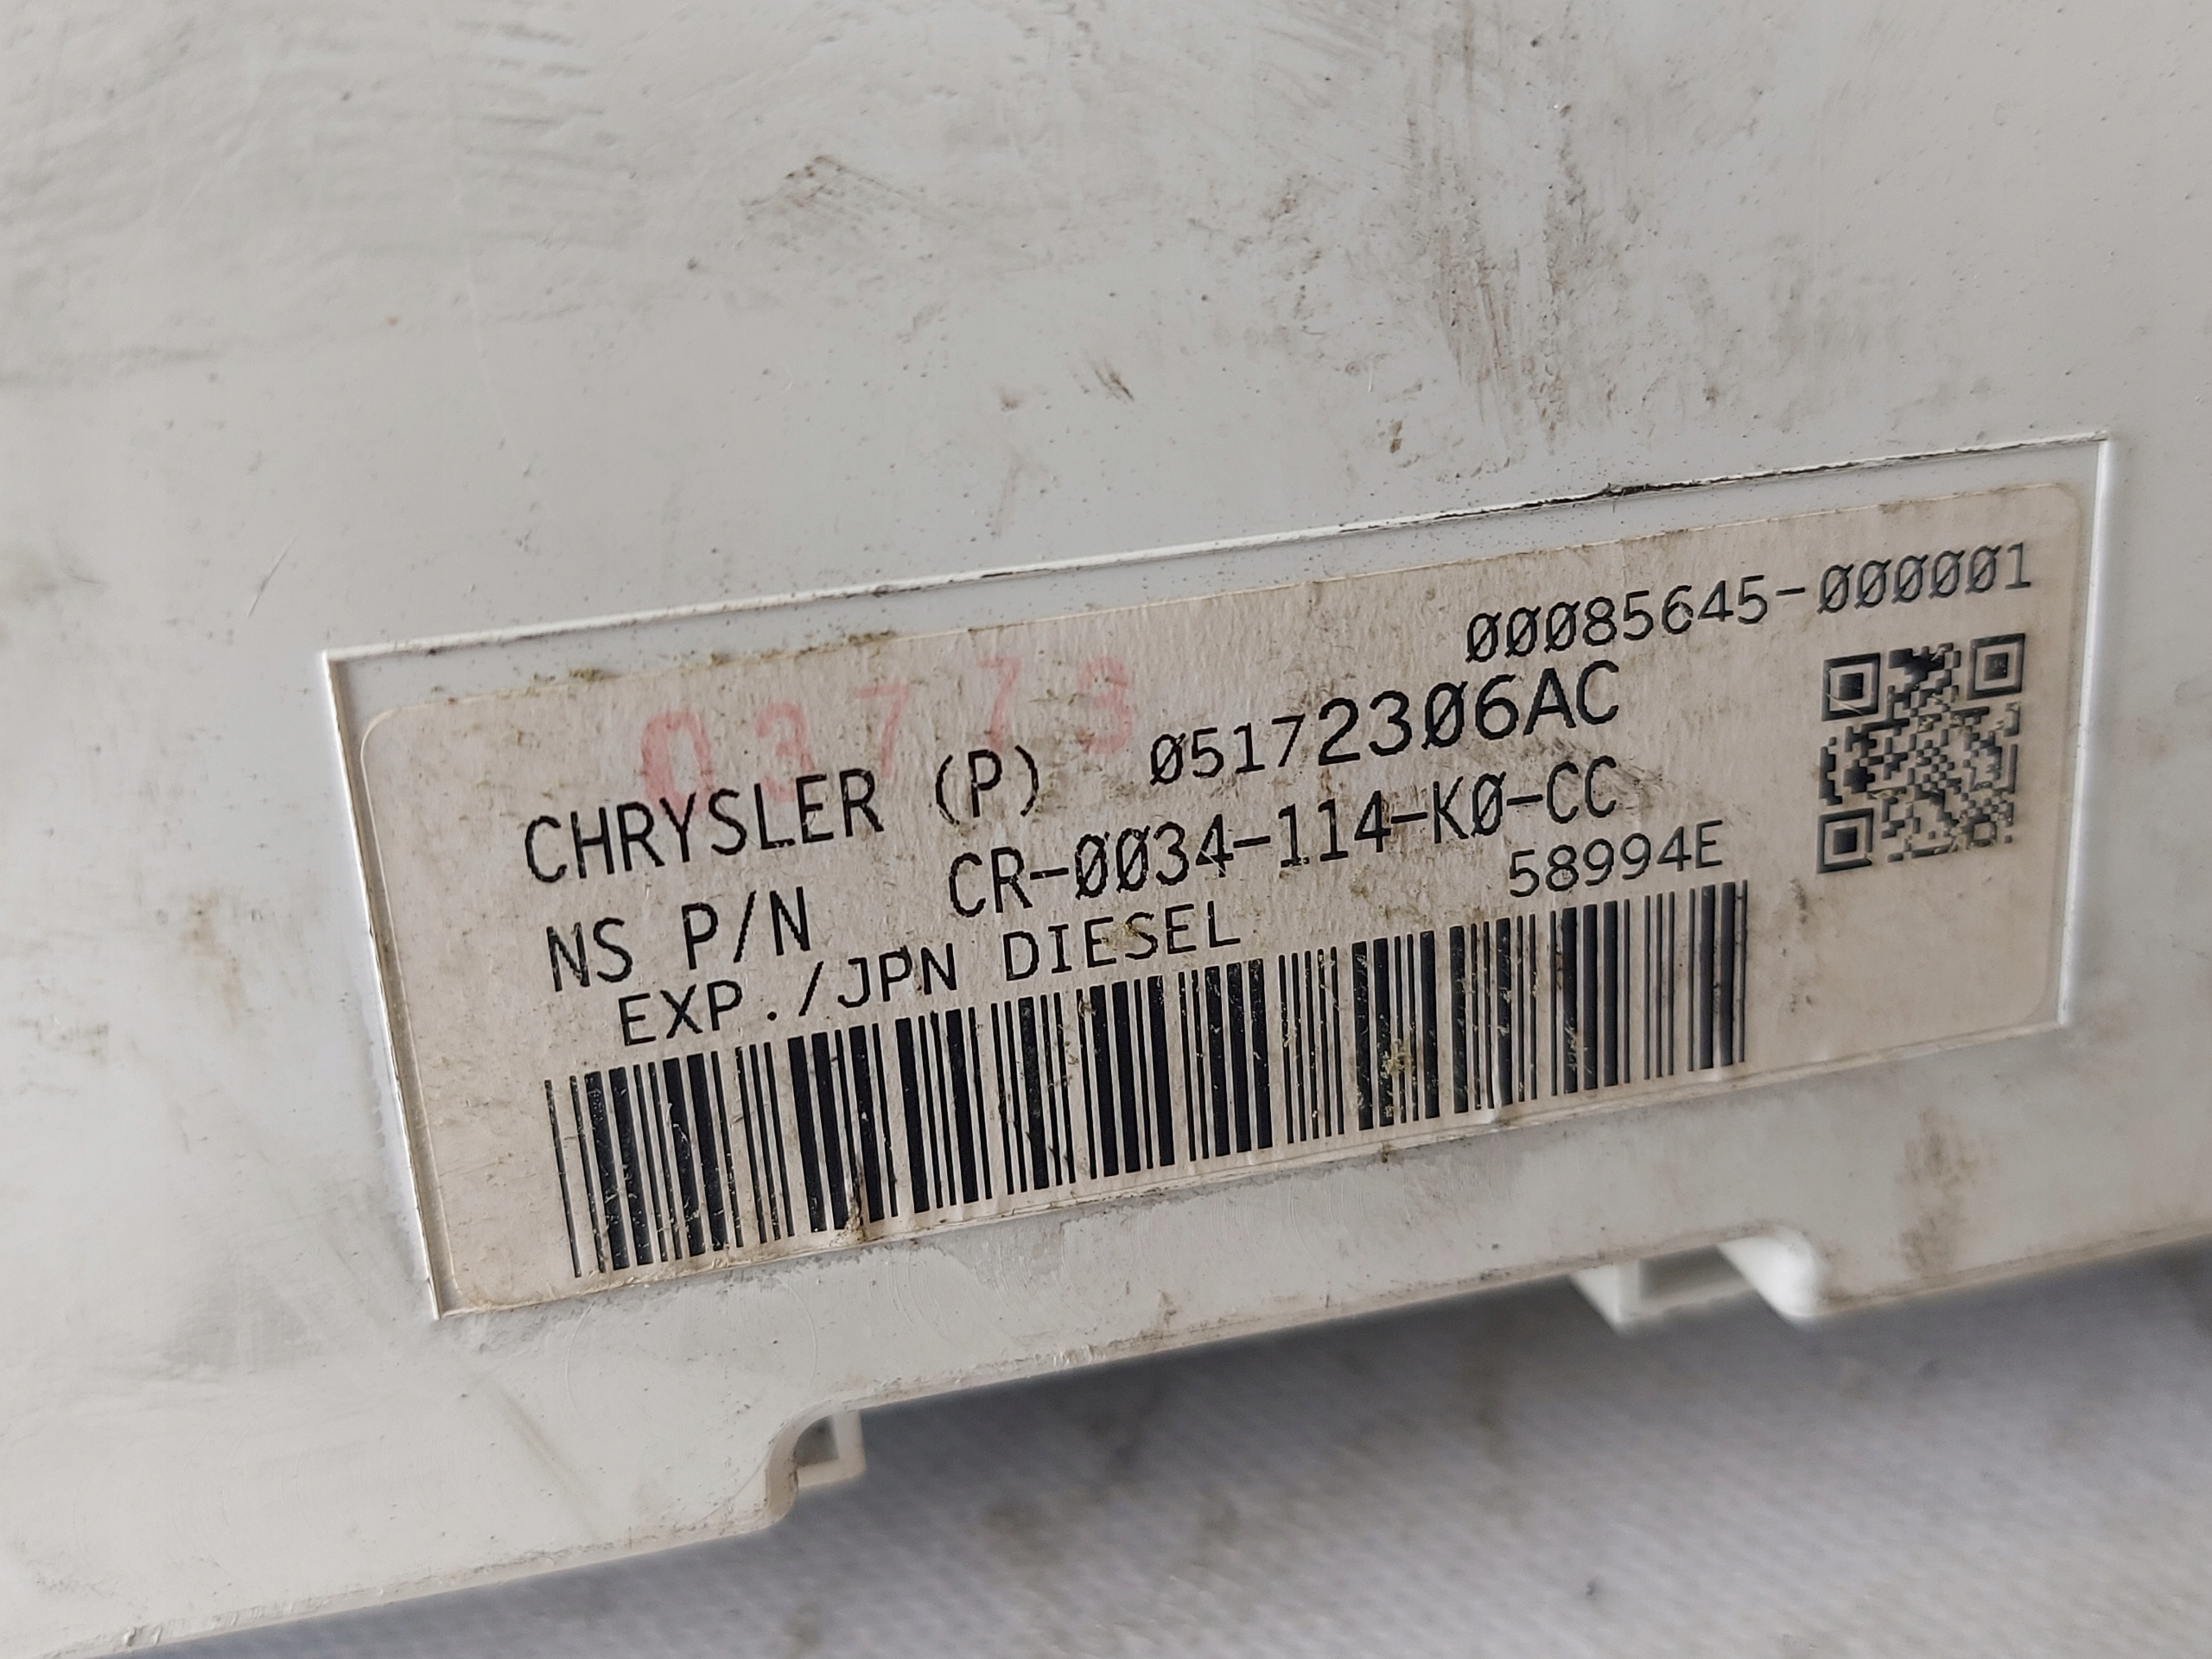 00085645-000001
03773
CHRYSLER (P) 05172306AC
NS P/N CR-0034-114-K0-CC
EXP./JPN DIESEL 58994E